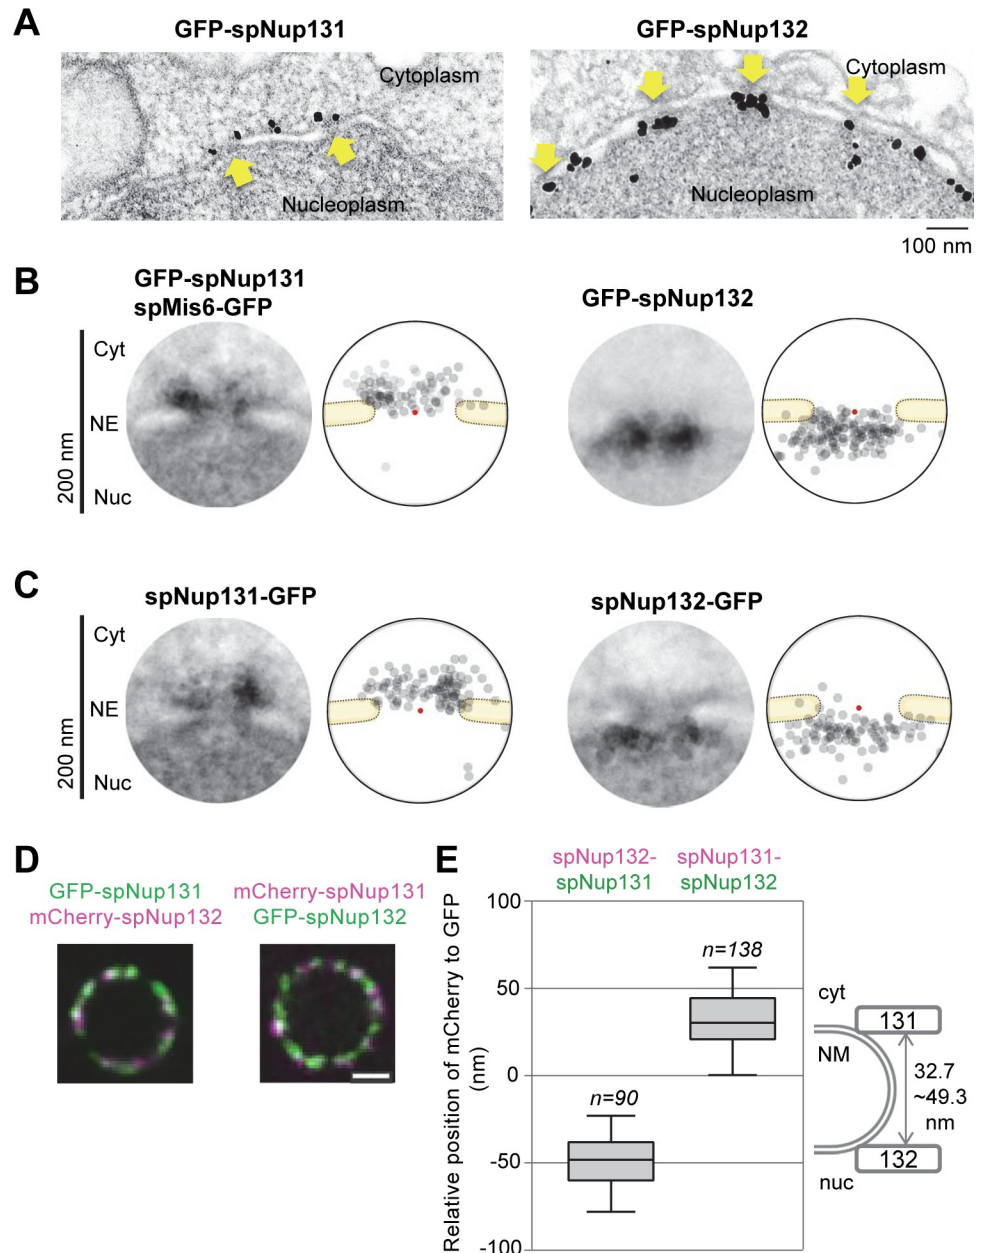 A
GFP-spNup131
GFP-spNup132
Cytoplasm
Nucleoplasm
Cytoplasm
Nucleoplasm
100 nm
B
GFP-spNup131
spMis6-GFP
GFP-spNup132
200 nm
Cyt
NE
Nuc
C
spNup131-GFP
spNup132-GFP
200 nm
Cyt
NE
Nuc
D
GFP-spNup131
mCherry-spNup132
mCherry-spNup131
GFP-spNup132
E
spNup132-
spNup131
spNup131-
spNup132
Relative position of mCherry to GFP
(nm)
100
50
0
-50
-100
n=90
n=138
cyt
131
NM
32.7
~49.3
nm
132
nuc